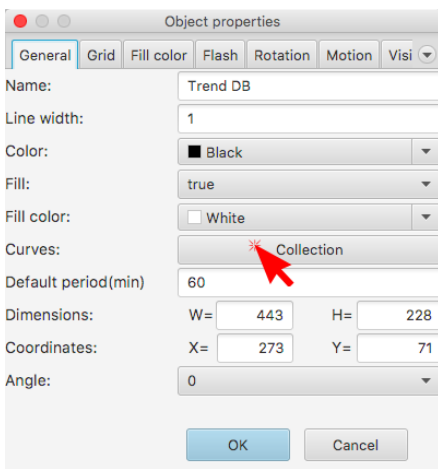 Object properties
General Grid Fill color Flash Rotation Motion Visi
Name: Trend DB
Line width: 1
Color: Black
Fill: true
Fill color: White
Curves: Collection
Default period(min) 60
Dimensions: W= 443 H= 228
Coordinates: X= 273 Y= 71
Angle: 0
OK Cancel